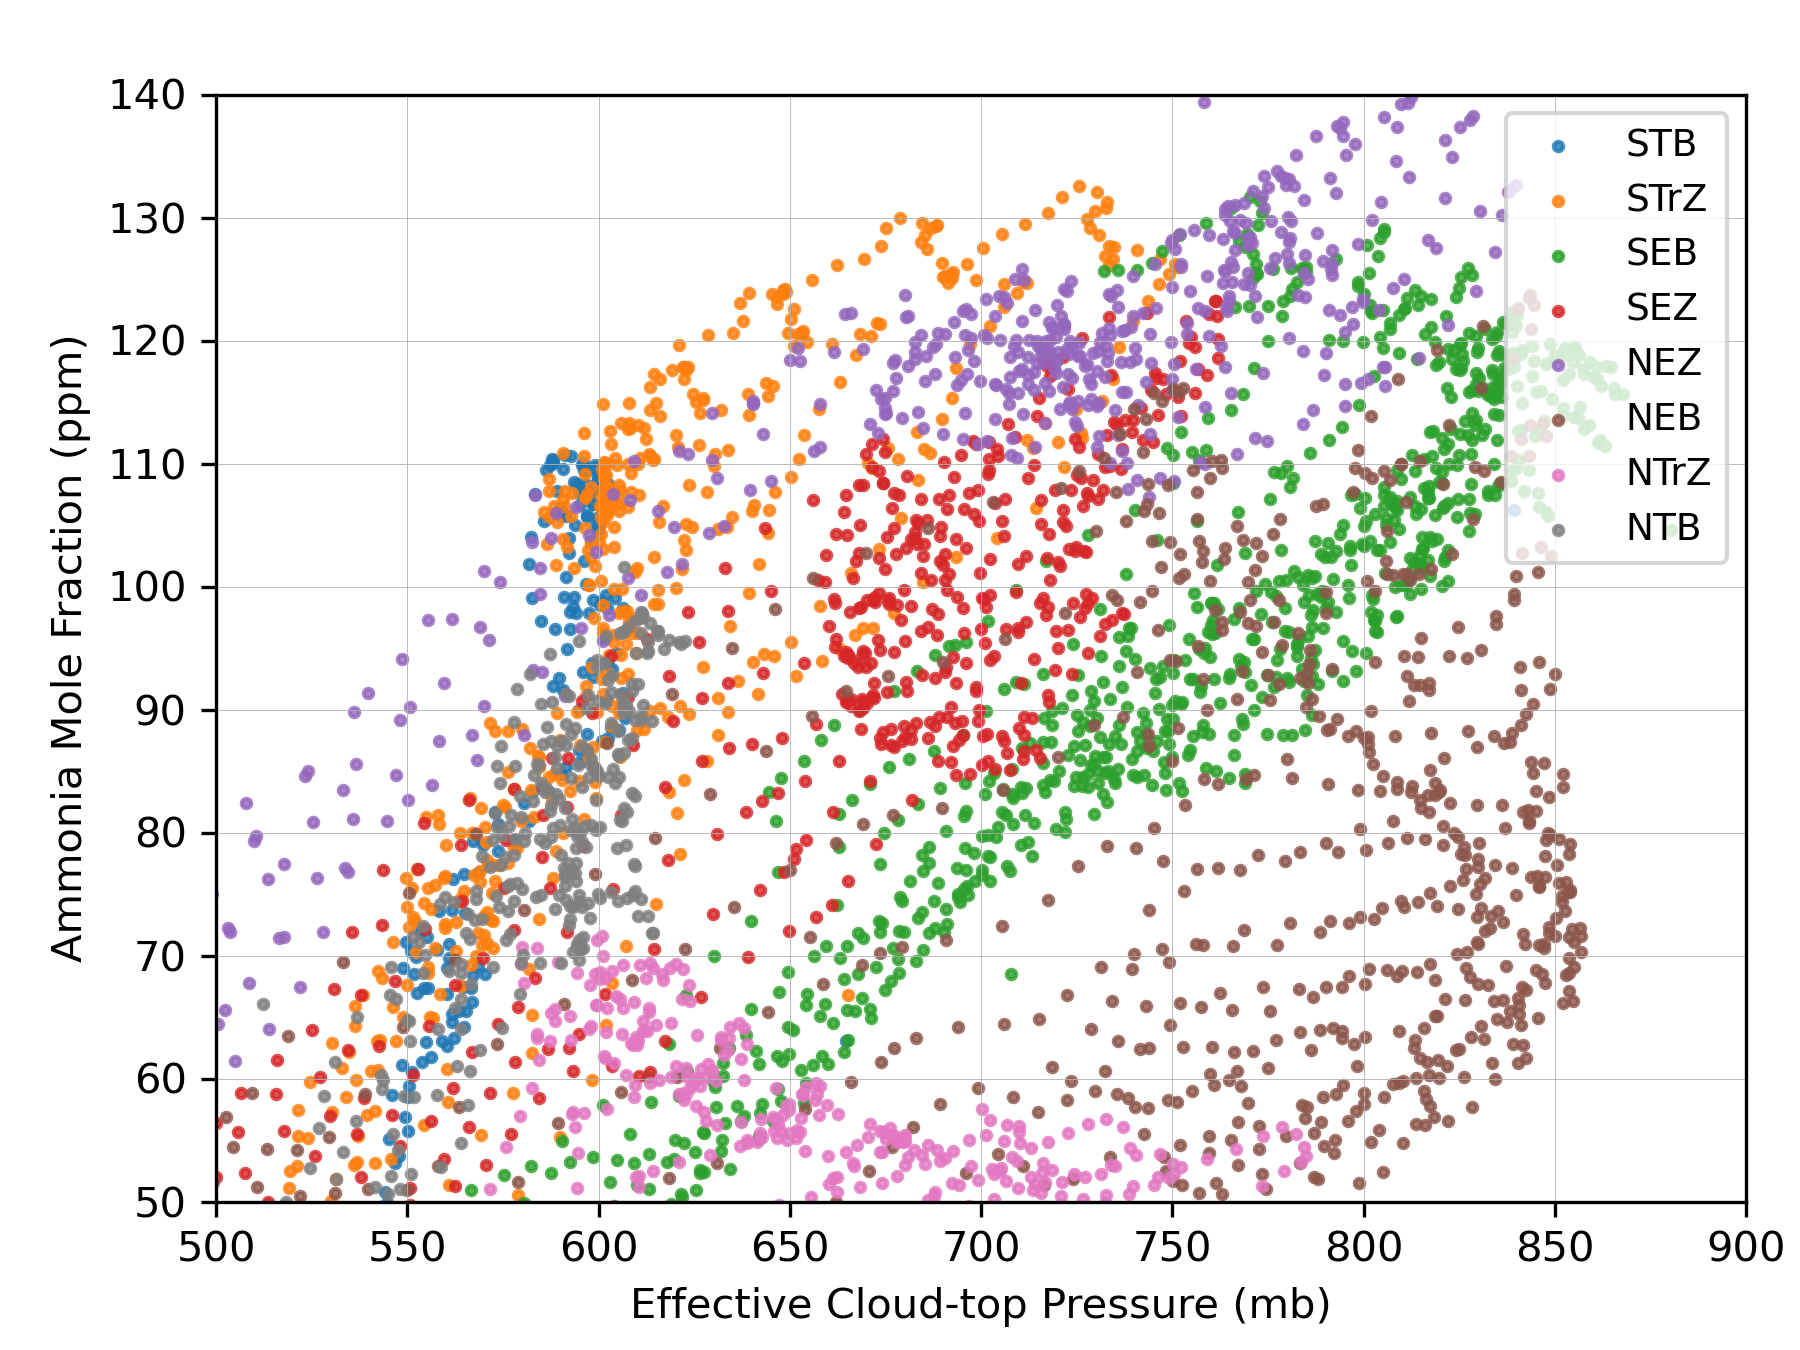 140
130
120
110
100
90
80
70
60
50
Ammonia Mole Fraction (ppm)
STB
STrZ
SEB
SEZ
NEZ
NEB
NTrZ
NTB
500 550 600 650 700 750 800 850 900
Effective Cloud-top Pressure (mb)